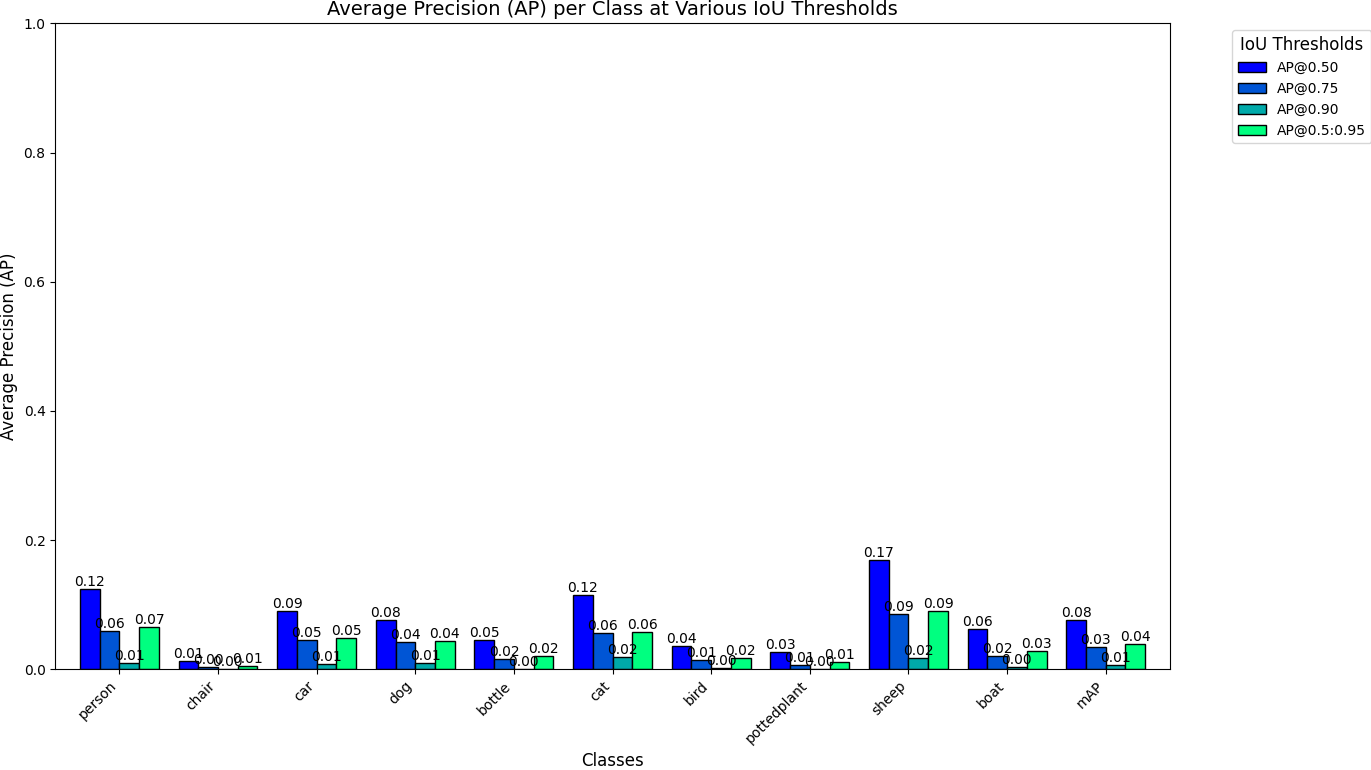 Average Precision (AP) per Class at Various IoU Thresholds
IoU Thresholds
AP@0.50
AP@0.75
AP@0.90
AP@0.5:0.95
Average Precision (AP)
1.0
0.8
0.6
0.4
0.2
0.0
0.12
0.06
0.01
0.07
0.01
0.00
0.00
0.01
0.09
0.05
0.01
0.05
0.08
0.04
0.01
0.04
0.05
0.02
0.00
0.02
0.12
0.06
0.02
0.06
0.04
0.01
0.00
0.02
0.03
0.01
0.00
0.01
0.17
0.09
0.02
0.09
0.06
0.02
0.00
0.03
0.08
0.03
0.01
0.04
person
chair
car
dog
bottle
cat
bird
pottedplant
sheep
boat
mAP
Classes